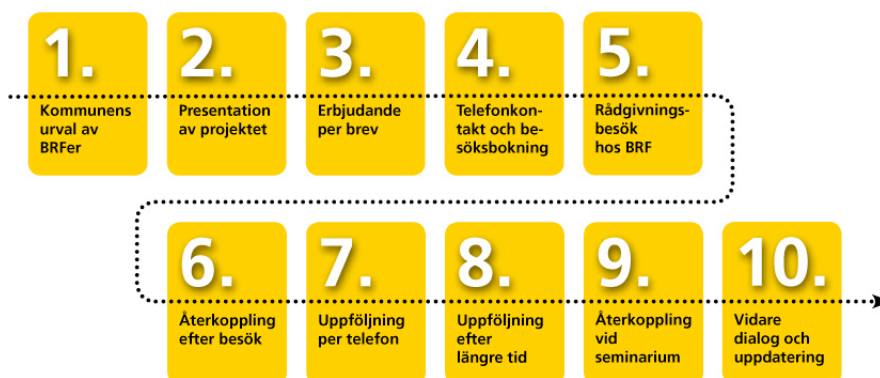 1.
Kommunens
urval av
BRFer
2.
Presentation
av projektet
3.
Erbjudande
per brev
4.
Telefonkon-
takt och be-
söksbokning
5.
Rådgivnings-
besök
hos BRF
6.
Återkoppling
efter besök
7.
Uppföljning
per telefon
8.
Uppföljning
efter
längre tid
9.
Återkoppling
vid
seminarium
10.
Vidare
dialog och
uppdatering